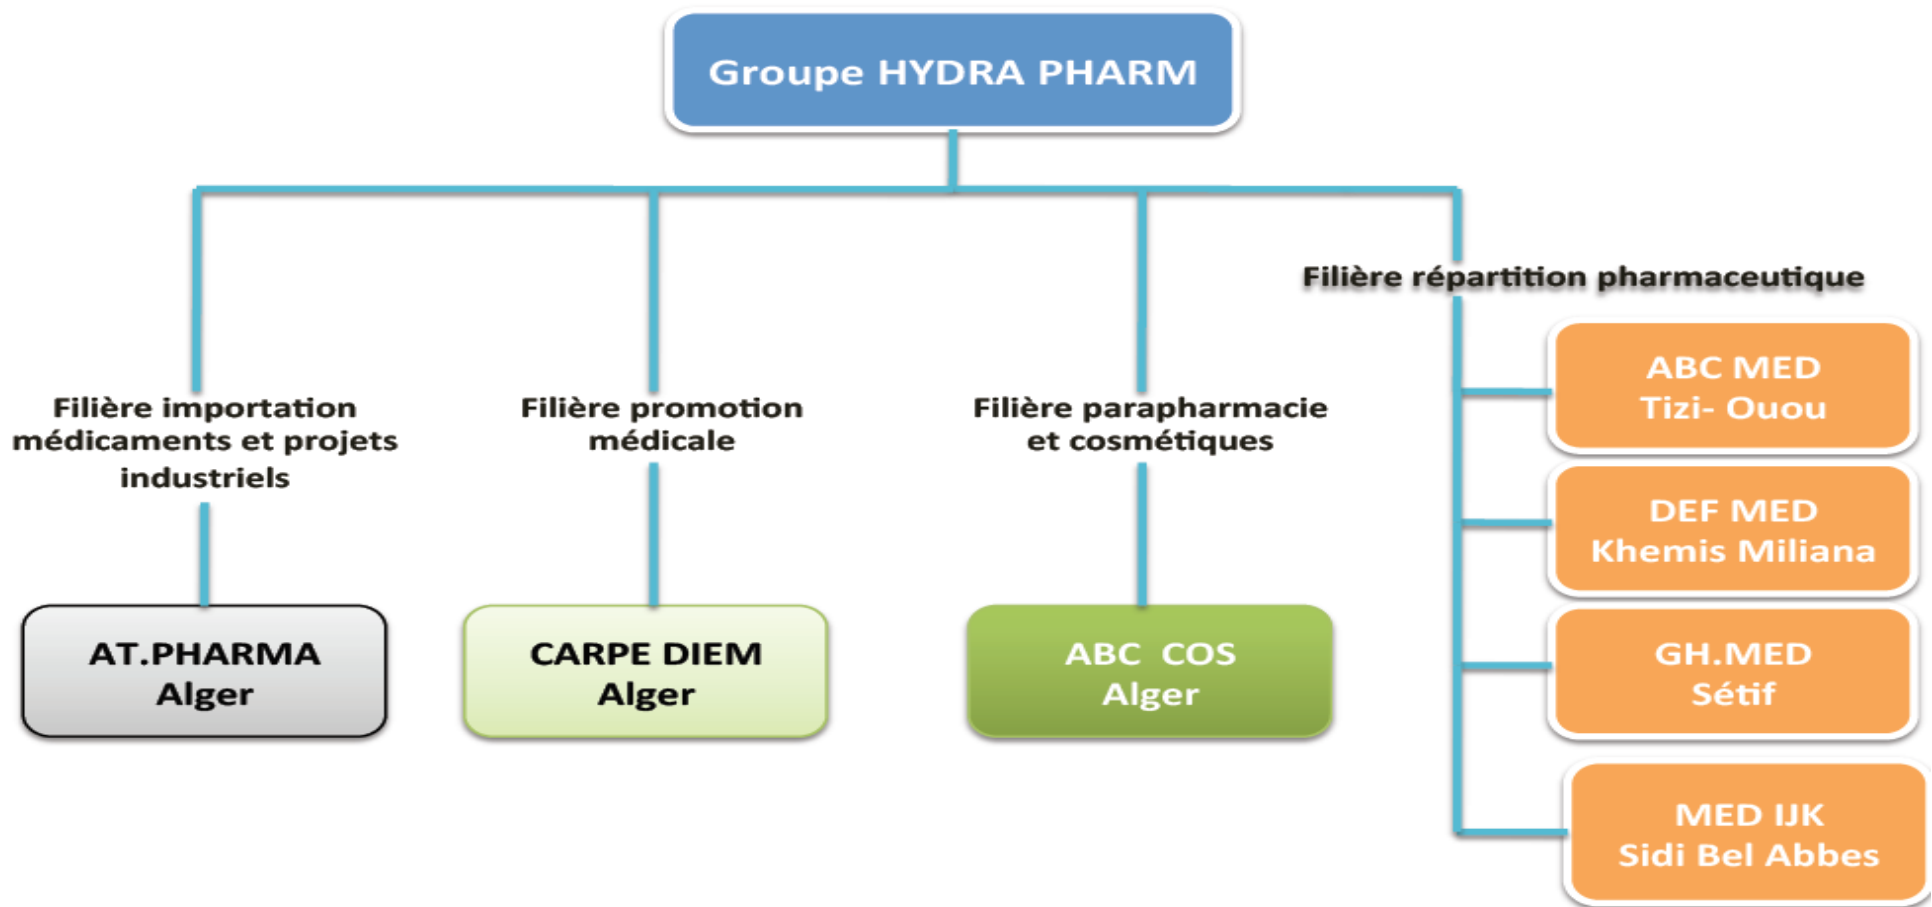 Groupe HYDRA PHARM
Filière importation
médicaments et projets
industriels
AT.PHARMA
Alger
Filière promotion
médicale
CARPE DIEM
Alger
Filière parapharmacie
et cosmétiques
ABC COS
Alger
Filière répartition pharmaceutique
ABC MED
Tizi- Ouou
DEF MED
Khemis Miliana
GH.MED
Sétif
MED IJK
Sidi Bel Abbes